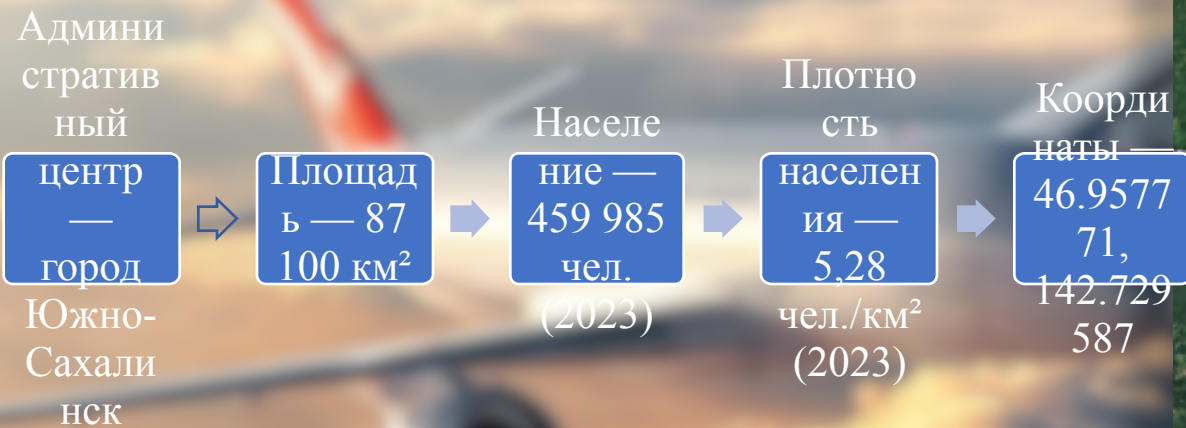 Админи
стратив
ный
центр
—
город
Южно-
Сахали
нск
Площад
ь — 87
100 км²
Населе
ние —
459 985
чел.
(2023)
Плотно
сть
населен
ия —
5,28
чел./км²
(2023)
Коорди
наты —
46.9577
71,
142.729
587